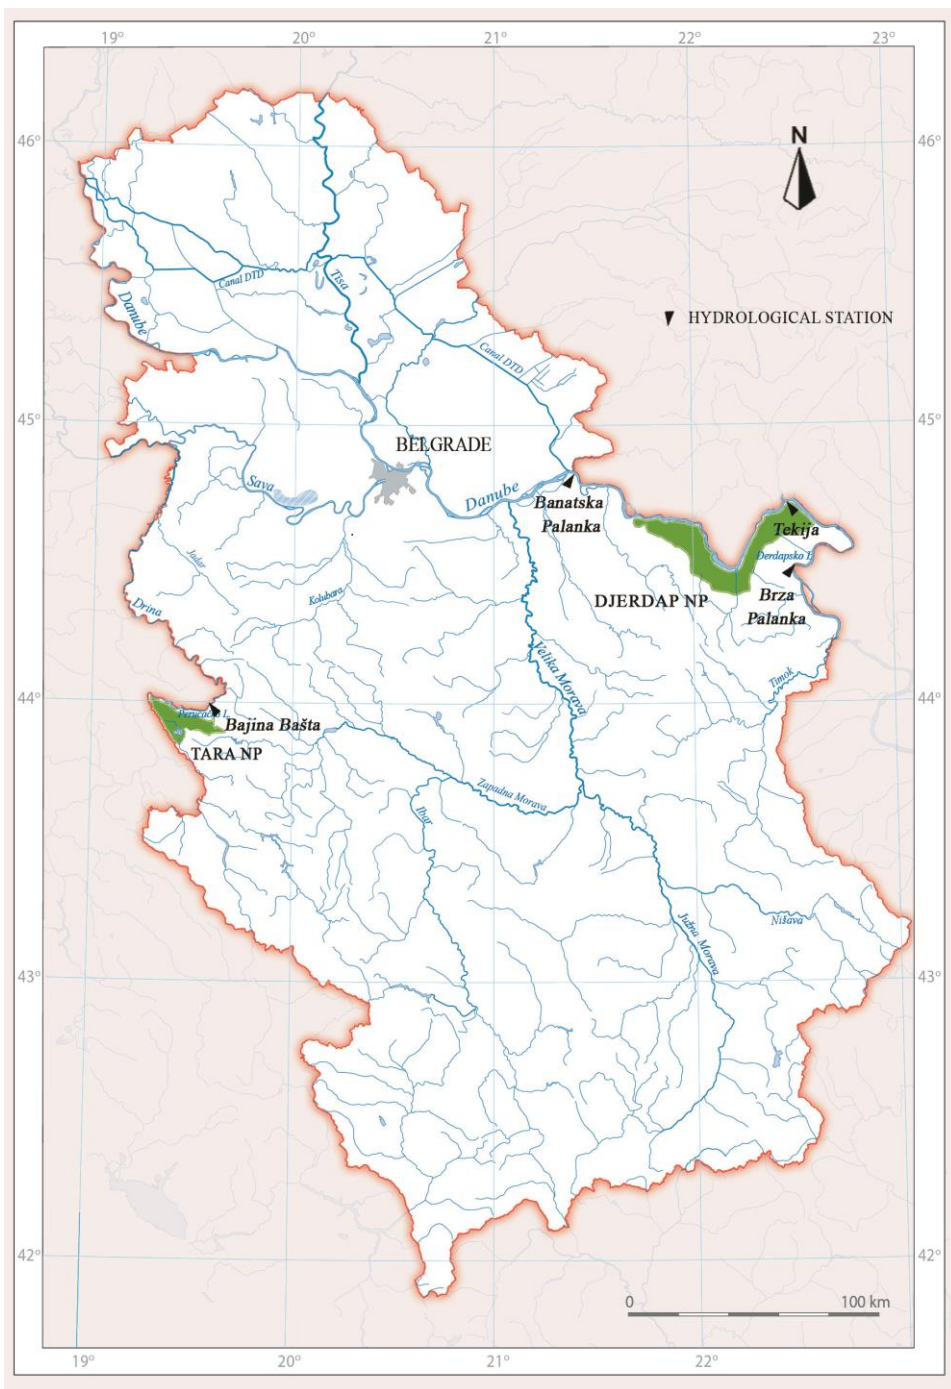 19°
20°
21°
22°
23°
46°
46°
N
Canal DTD
Tisa
Danube
HYDROLOGICAL STATION
Canal DTD
45°
45°
BELGRADE
Sava
Danube
Banatska
Palanka
Tekija
Jadar
Đerdapsko L
Kolubara
Drina
DJERDAP NP
Brza
Palanka
Velika Morava
Timok
44°
44°
Bajina Bašta
TARA NP
Zapadna Morava
Ibar
Nišava
Južna Morava
43°
43°
42°
42°
0
100 km
19°
20°
21°
22°